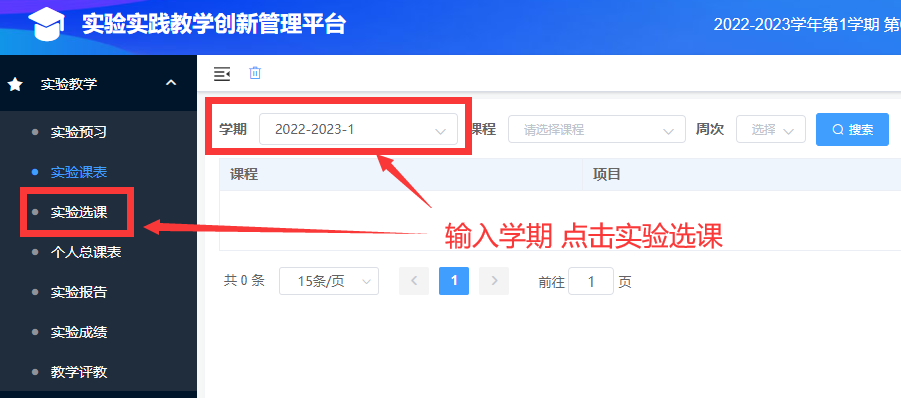 实验实践教学创新管理平台
2022-2023学年第1学期 第
实验教学
实验预习
实验课表
实验选课
个人总课表
实验报告
实验成绩
教学评教
学期 2022-2023-1 课程 请选择课程 周次 选择 搜索
课程 项目
输入学期 点击实验选课
共 0 条 15条/页 1 前往 1 页